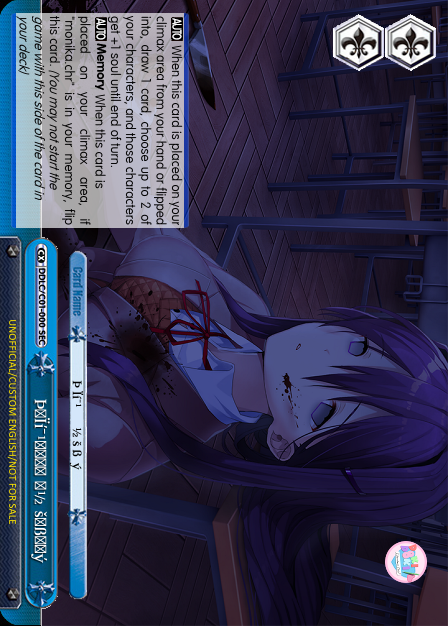 AUTO When this card is placed on your
climax area from your hand or flipped
into, draw 1 card, choose up to 2 of
your characters, and those characters
get +1 soul until end of turn.
AUTO Memory When this card is
placed on your climax area, if
"monika.chr" is in your memory, flip
this card. (You may not start the
game with this side of the card in
your deck)
CX DDLC/C01-000 SEC
Card Name
UNOFFICIAL/CUSTOM ENGLISH/NOT FOR SALE